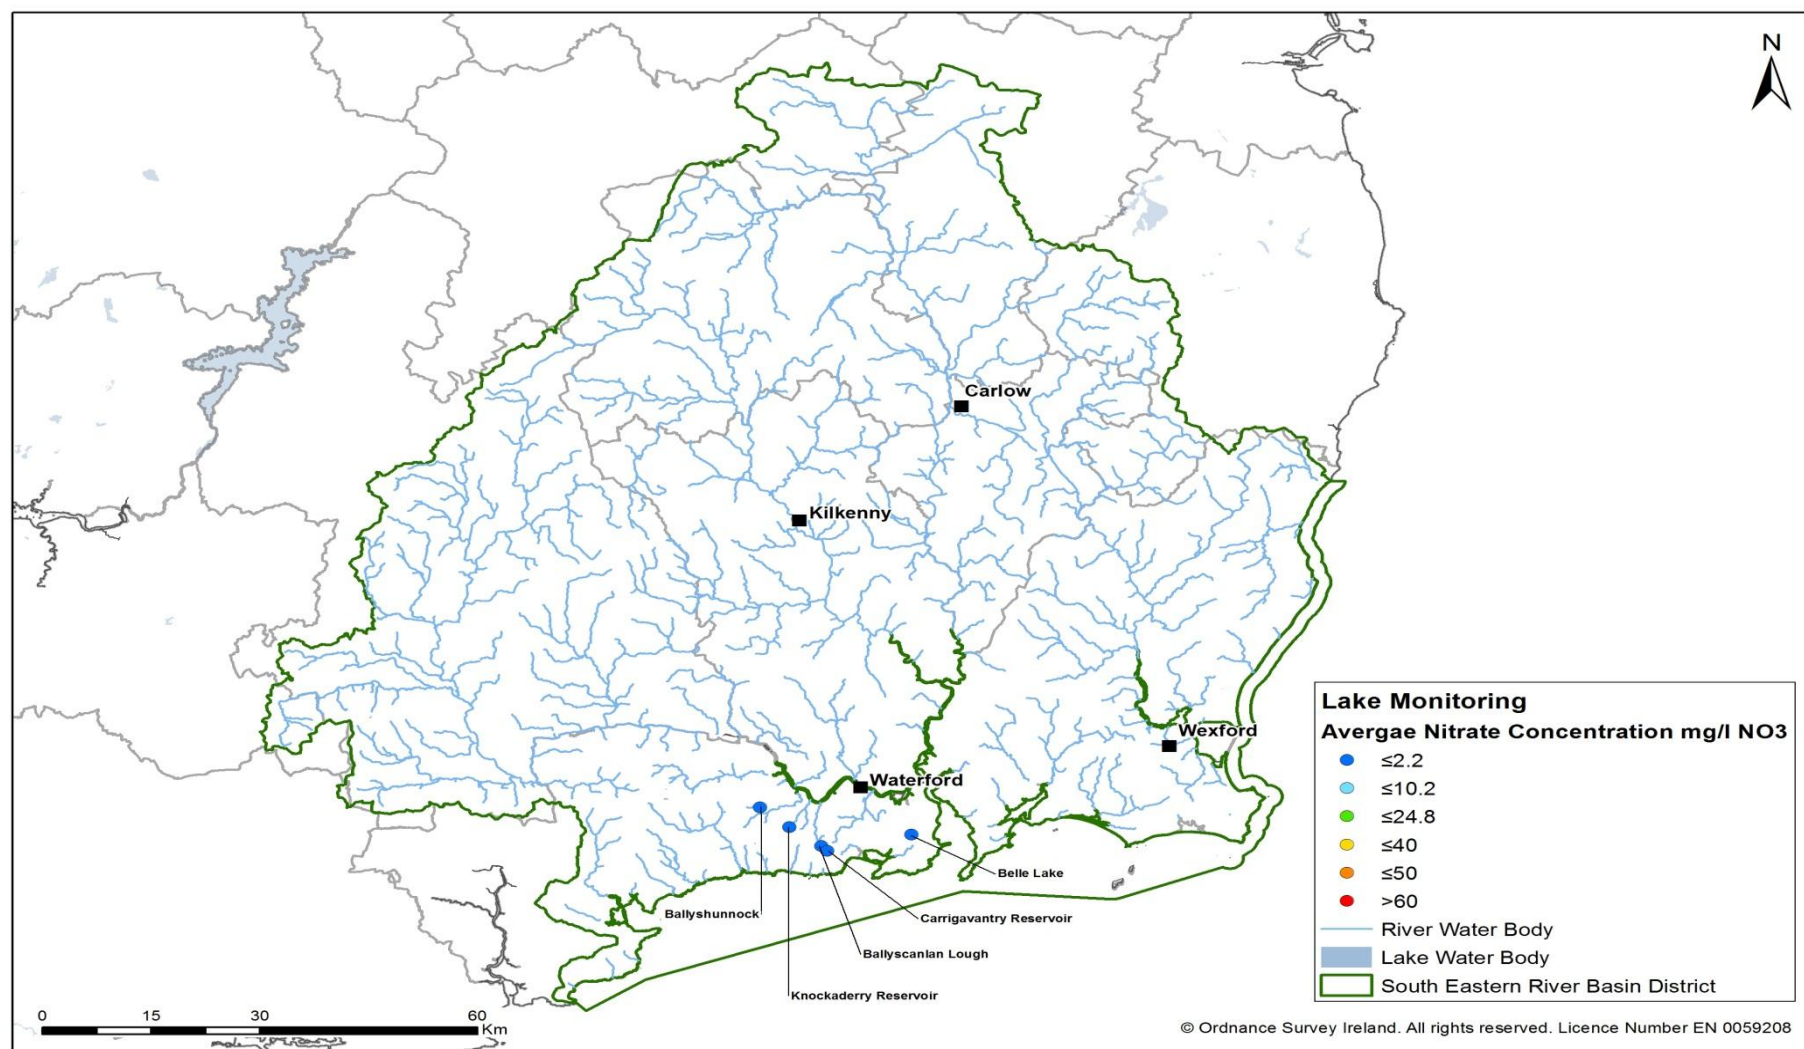 N
Carlow
Kilkenny
Wexford
Waterford
Belle Lake
Ballyshunnock
Carrigavantry Reservoir
Ballyscanlan Lough
Knockaderry Reservoir
Lake Monitoring
Avergae Nitrate Concentration mg/l NO3
≤2.2
≤10.2
≤24.8
≤40
≤50
>60
River Water Body
Lake Water Body
South Eastern River Basin District
0 15 30 60
Km
© Ordnance Survey Ireland. All rights reserved. Licence Number EN 0059208